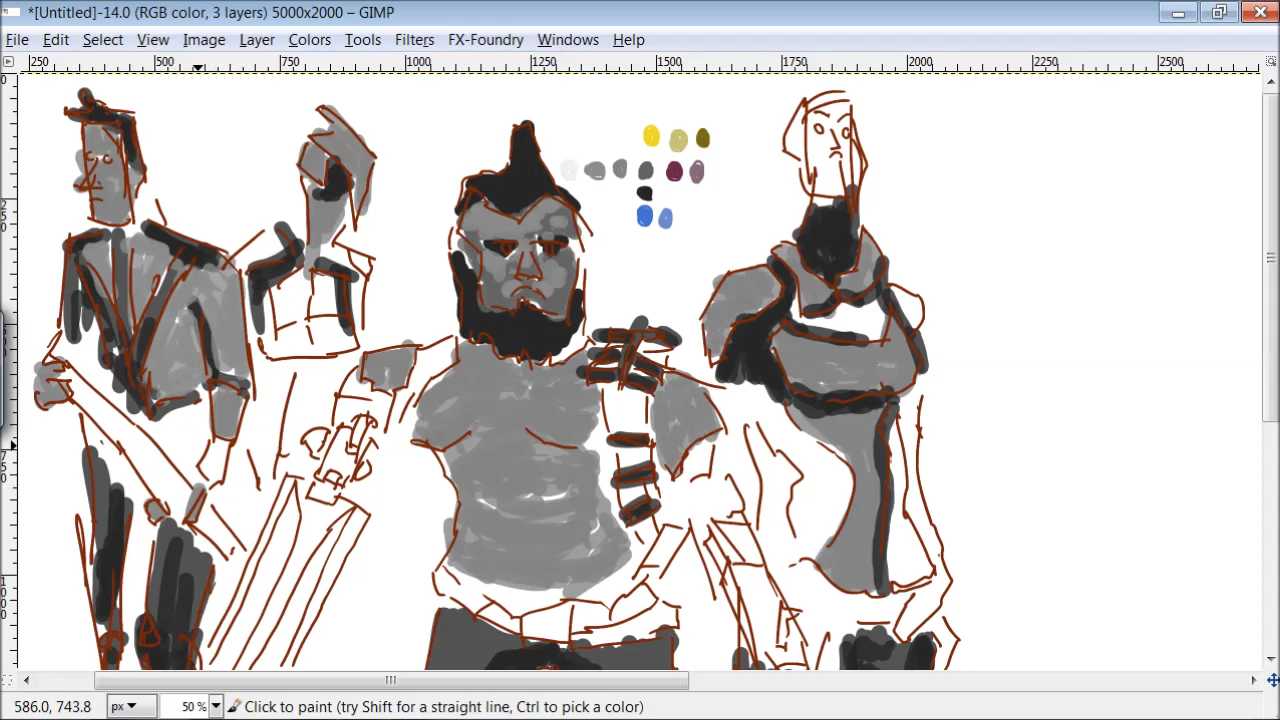 *[Untitled]-14.0 (RGB color, 3 layers) 5000x2000 – GIMP
File Edit Select View Image Layer Colors Tools Filters FX-Foundry Windows Help
250 500 750 1000 1250 1500 1750 2000 2250 2500
586.0, 743.8 px 50 % Click to paint (try Shift for a straight line, Ctrl to pick a color)